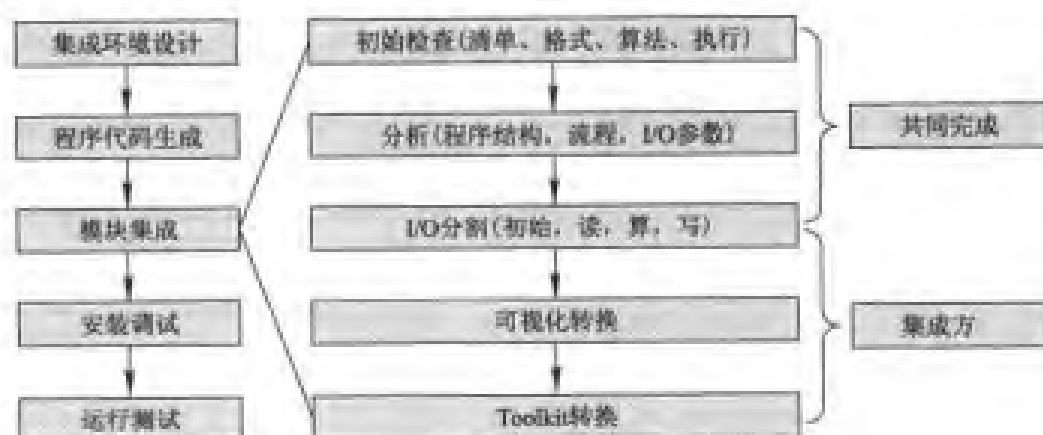 集成环境设计
程序代码生成
模块集成
安装调试
运行测试
初始检查(清单、格式、算法、执行)
分析(程序结构，流程，I/O参数)
I/O分割(初始，读，算，写)
可视化转换
Toolkit转换
共同完成
集成方